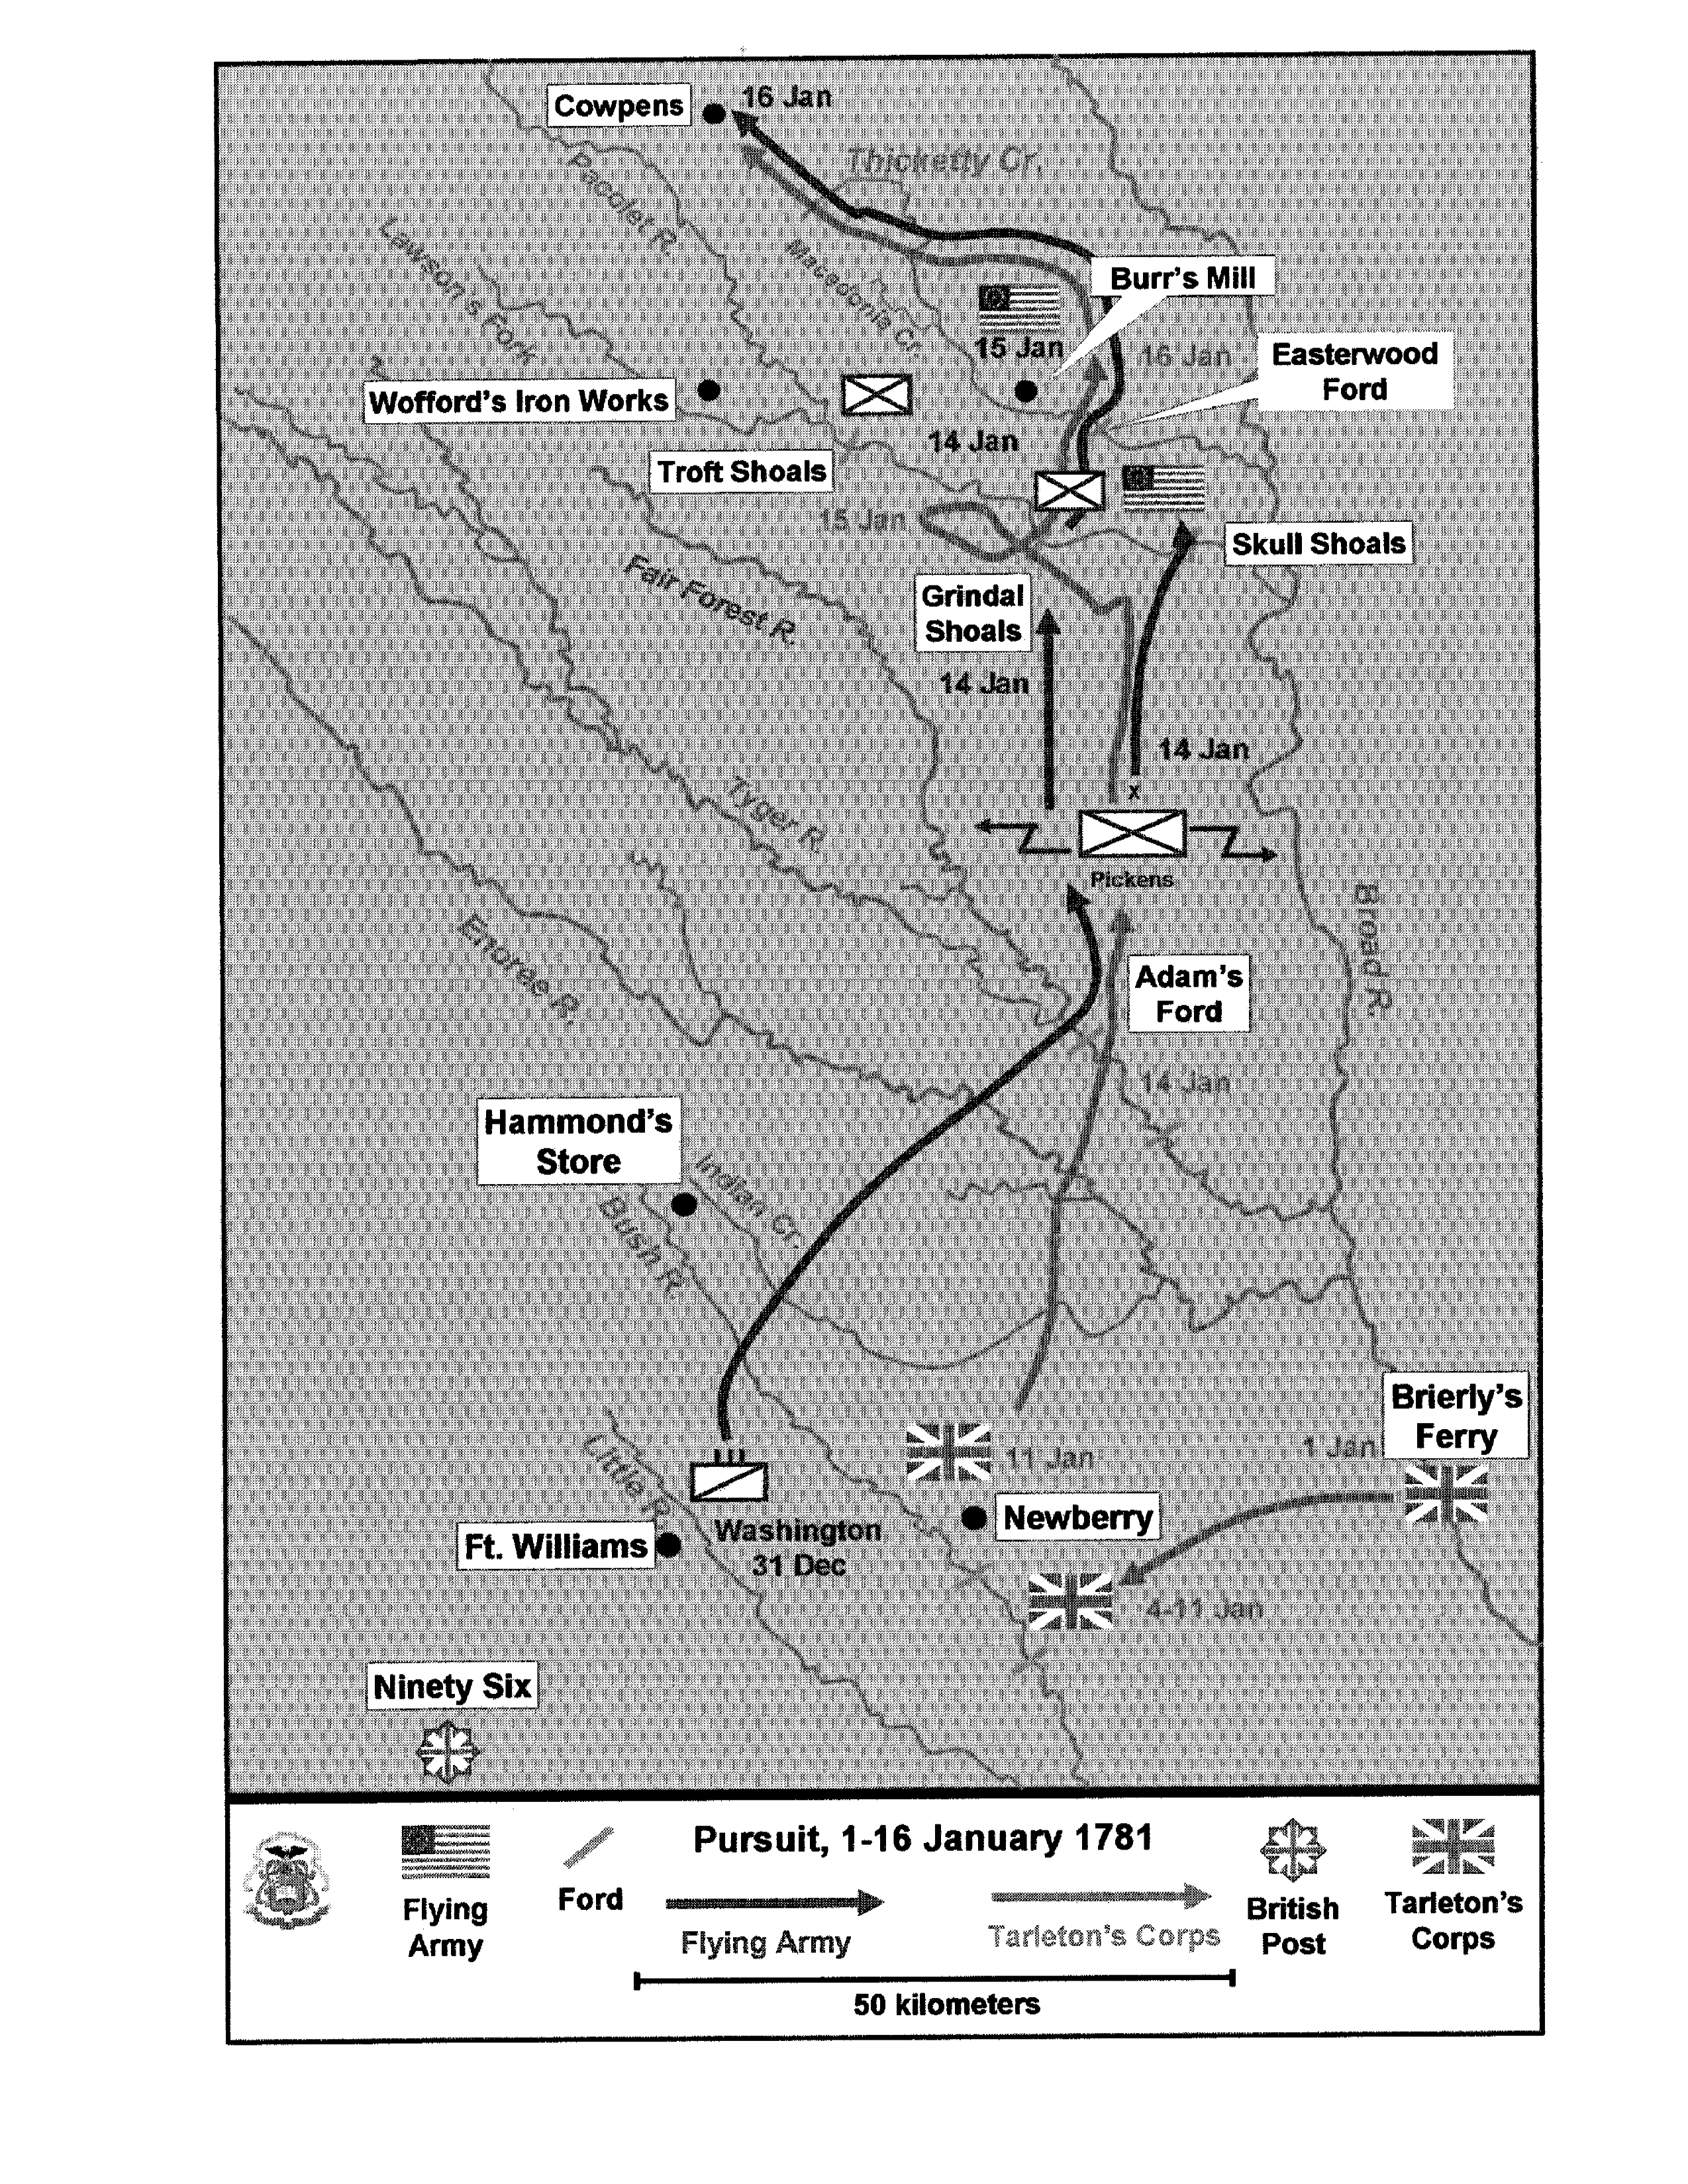 Cowpens
16 Jan
Thicketty Cr.
Pacolet R.
Lawson's Fork
Macedonia Cr.
Burr's Mill
15 Jan
16 Jan
Easterwood
Ford
Wofford's Iron Works
14 Jan
Troft Shoals
15 Jan
Skull Shoals
Fair Forest R.
Grindal
Shoals
14 Jan
14 Jan
x
Tyger R.
Pickens
Broad R.
Enoree R.
Adam's
Ford
14 Jan
Hammond's
Store
Indian Cr.
Bush R.
Brierly's
Ferry
1 Jan
11 Jan
Little R.
Newberry
Washington
31 Dec
Ft. Williams
4-11 Jan
Ninety Six
Pursuit, 1-16 January 1781
Flying
Army
Ford
Flying Army
Tarleton's Corps
British
Post
Tarleton's
Corps
50 kilometers